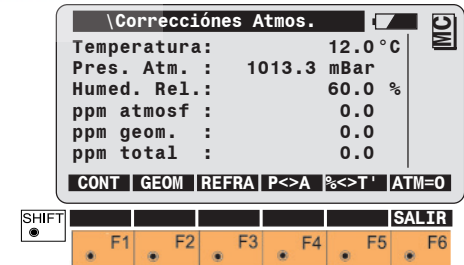 \Correcciónes Atmos. MC
Temperatura: 12.0°C
Pres. Atm. : 1013.3 mBar
Humed. Rel.: 60.0 %
ppm atmosf : 0.0
ppm geom. : 0.0
ppm total : 0.0
CONT GEOM REFRA P<>A %<>T' ATM=0
SHIFT SALIR
F1 F2 F3 F4 F5 F6